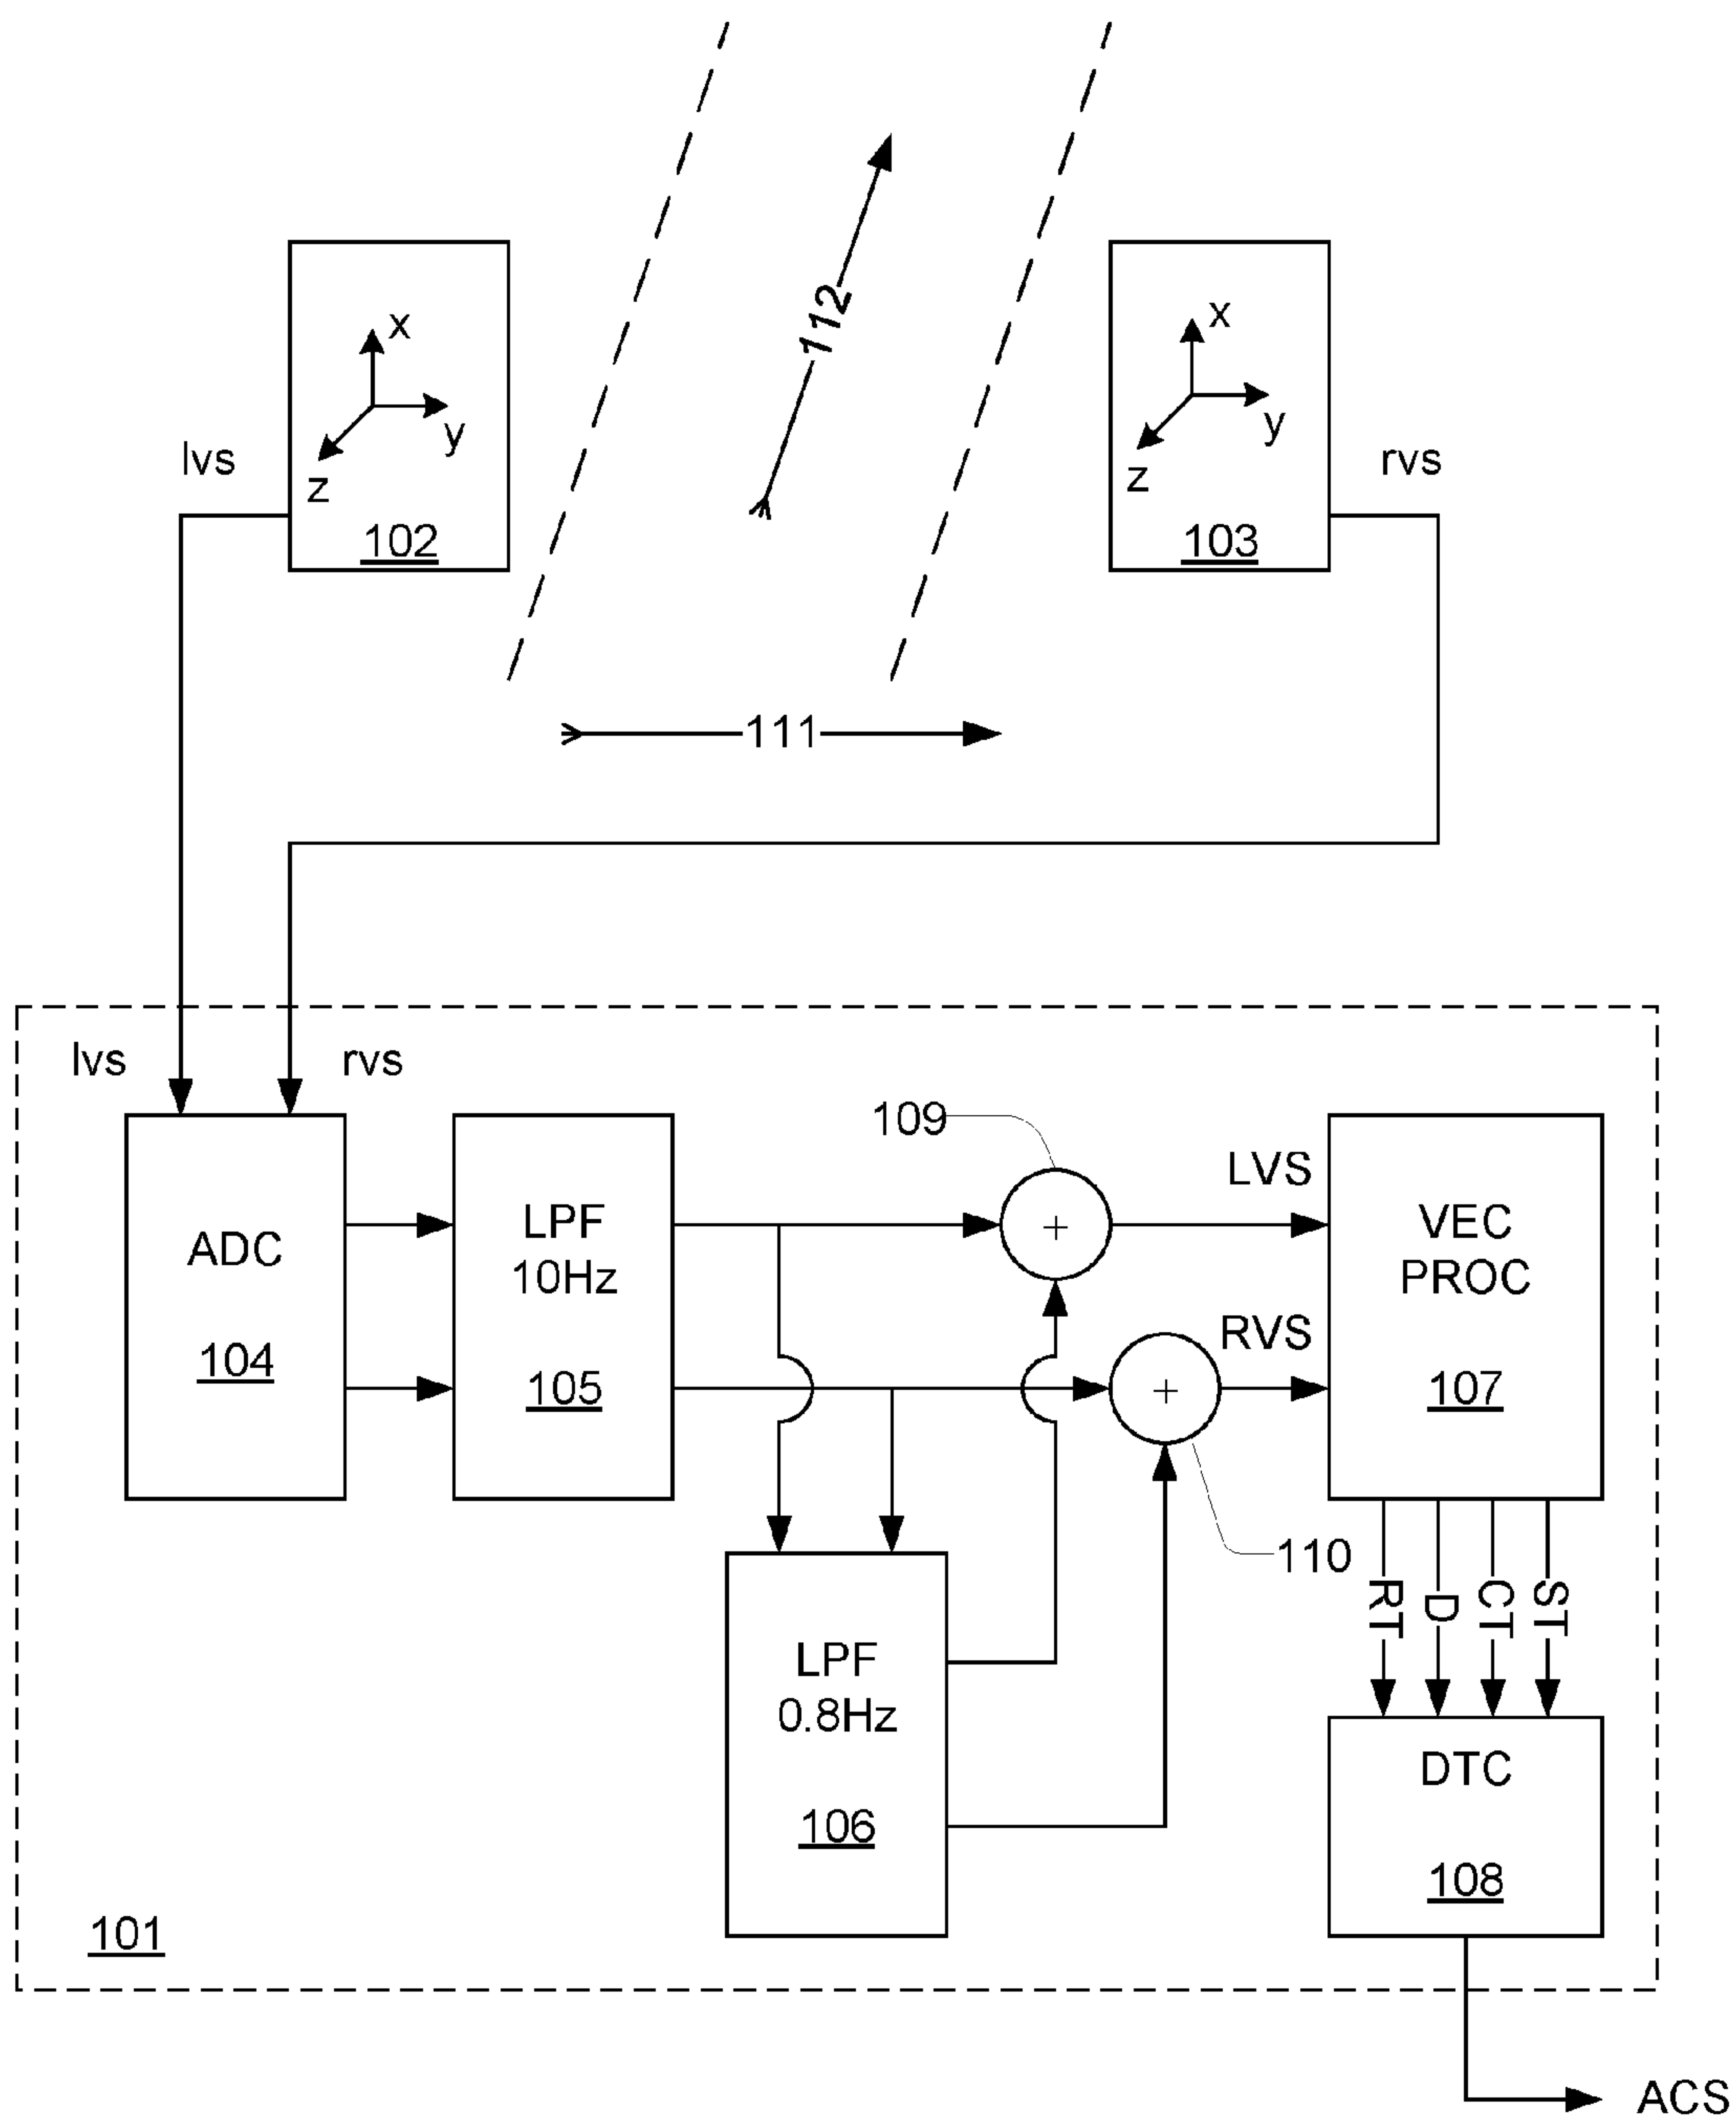 112
x
y
z
102
lvs
x
y
z
103
rvs
111
lvs
rvs
109
LVS
ADC
104
LPF
10Hz
105
+
VEC
PROC
107
RVS
+
110
RT
D
CT
ST
LPF
0.8Hz
106
DTC
108
101
ACS